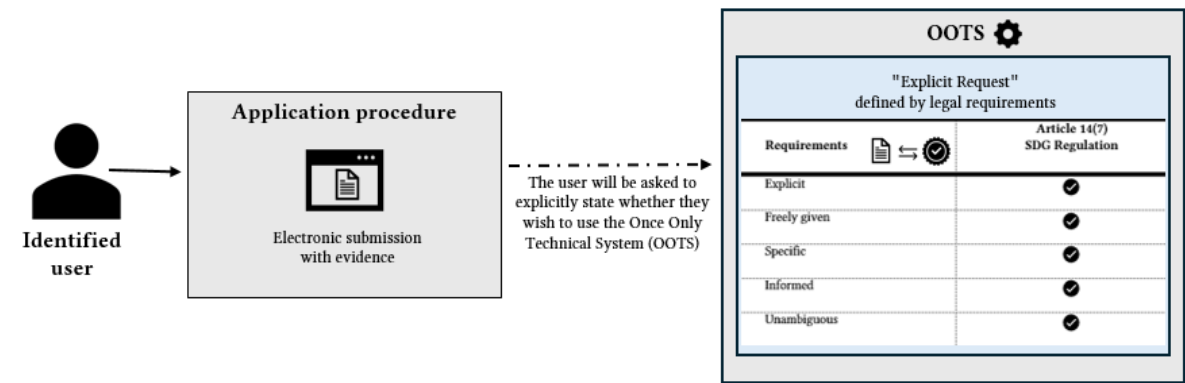 Identified
user
Application procedure
Electronic submission
with evidence
The user will be asked to
explicitly state whether they
wish to use the Once Only
Technical System (OOTS)
OOTS
"Explicit Request"
defined by legal requirements
Requirements
Article 14(7)
SDG Regulation
Explicit
Freely given
Specific
Informed
Unambiguous